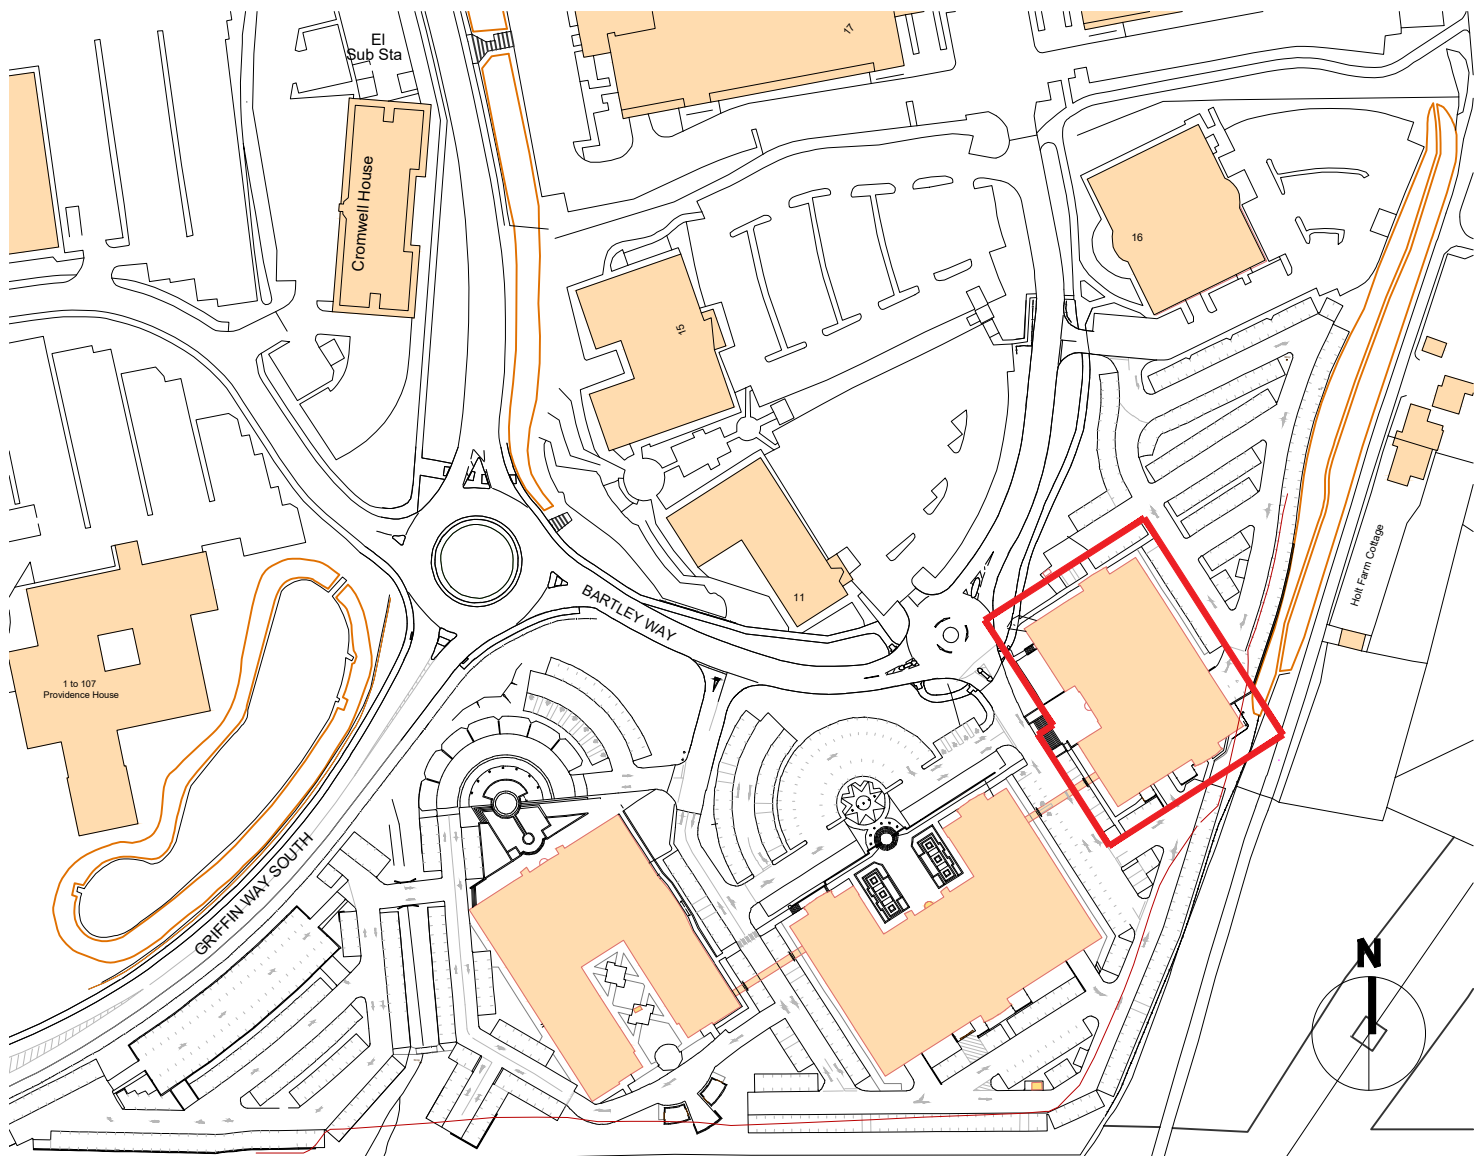 El
Sub Sta
17
Cromwell House
16
15
Holt Farm Cottage
11
BARTLEY WAY
1 to 107
Providence House
GRIFFIN WAY SOUTH
N